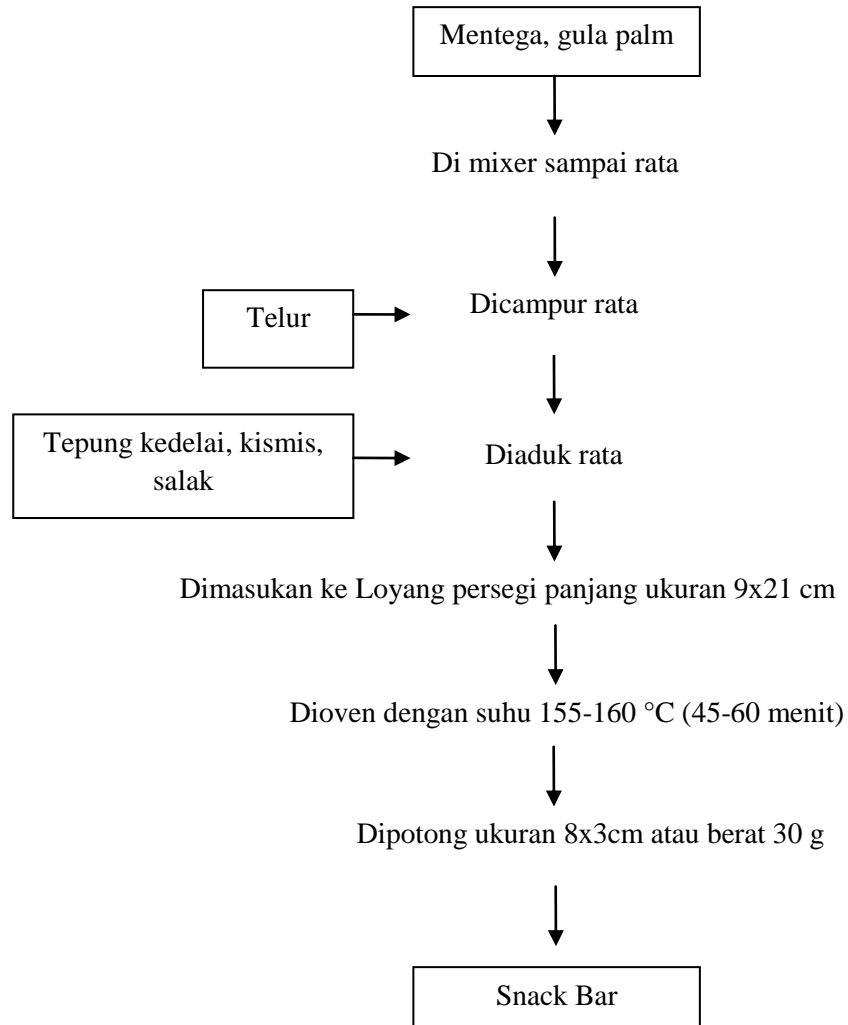 Mentega, gula palm
Di mixer sampai rata
Telur
Dicampur rata
Tepung kedelai, kismis,
salak
Diaduk rata
Dimasukan ke Loyang persegi panjang ukuran 9x21 cm
Dioven dengan suhu 155-160 °C (45-60 menit)
Dipotong ukuran 8x3cm atau berat 30 g
Snack Bar